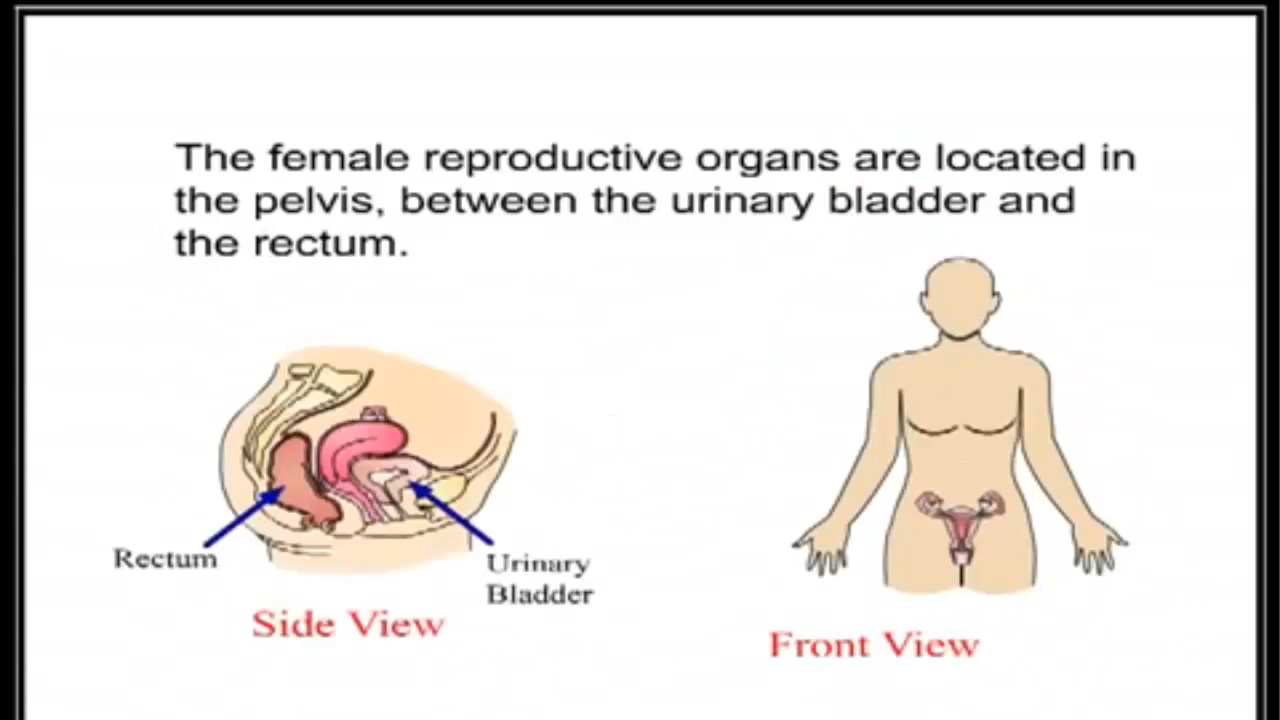 The female reproductive organs are located in
the pelvis, between the urinary bladder and
the rectum.
Rectum
Urinary
Bladder
Side View
Front View